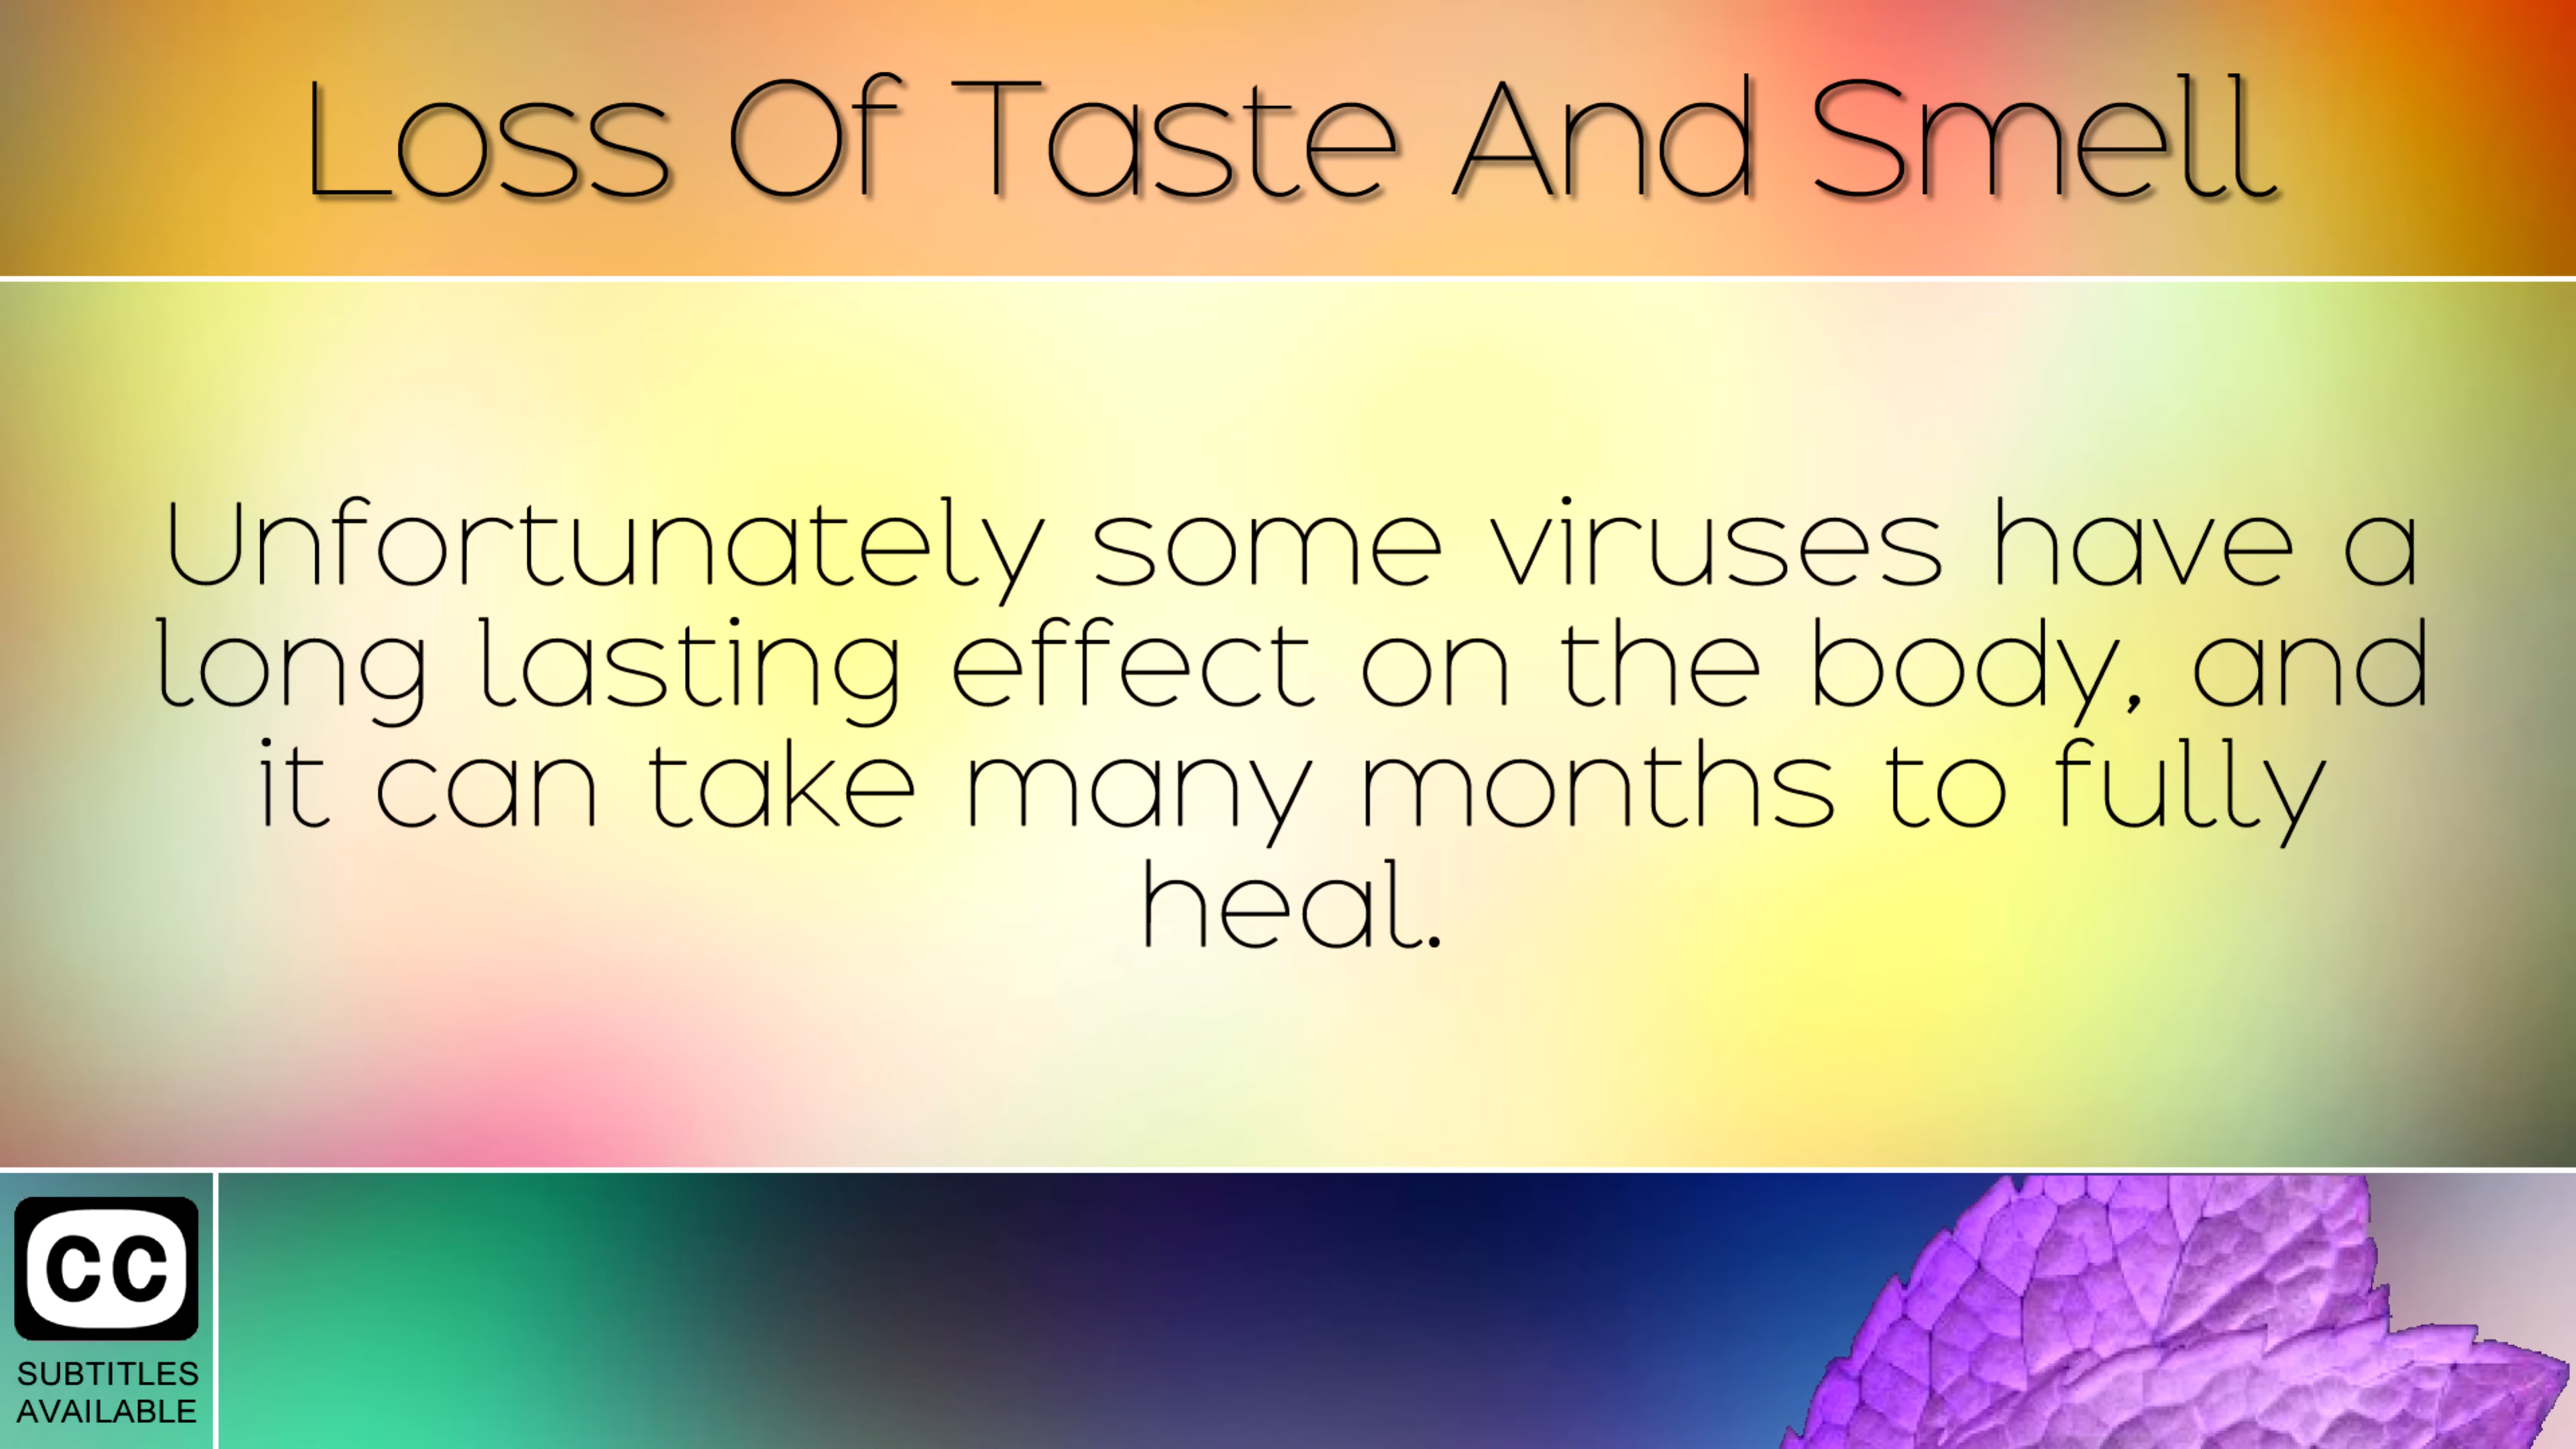 Loss Of Taste And Smell
Unfortunately some viruses have a
long lasting effect on the body, and
it can take many months to fully
heal.
CC
SUBTITLES
AVAILABLE